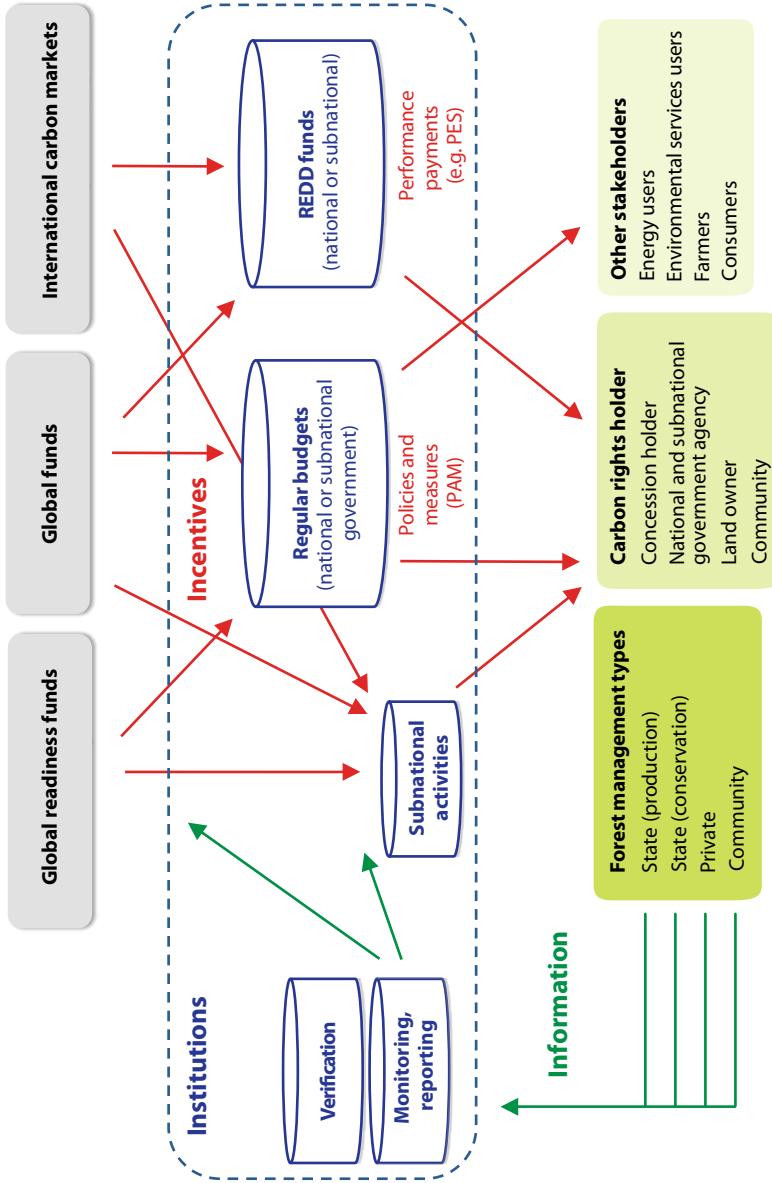 Global readiness funds
Global funds
International carbon markets
Institutions
Incentives
Verification
Monitoring,
reporting
Subnational
activities
Regular budgets
(national or subnational
government)
REDD funds
(national or subnational)
Policies and
measures
(PAM)
Performance
payments
(e.g. PES)
Information
Forest management types
State (production)
State (conservation)
Private
Community
Carbon rights holder
Concession holder
National and subnational
government agency
Land owner
Community
Other stakeholders
Energy users
Environmental services users
Farmers
Consumers